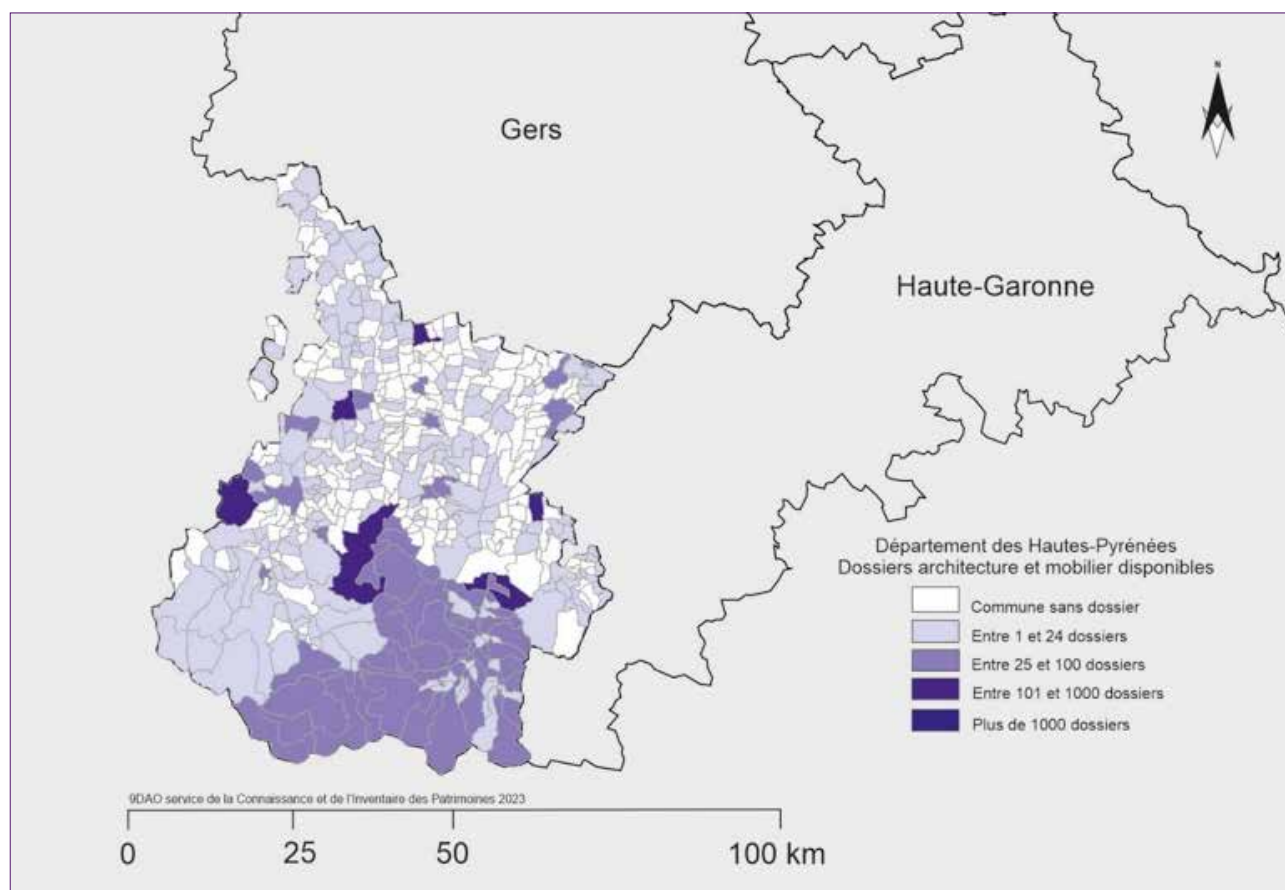 N
Gers
Haute-Garonne
Département des Hautes-Pyrénées
Dossiers architecture et mobilier disponibles
Commune sans dossier
Entre 1 et 24 dossiers
Entre 25 et 100 dossiers
Entre 101 et 1000 dossiers
Plus de 1000 dossiers
9DAO service de la Connaissance et de l'Inventaire des Patrimoines 2023
0 25 50 100 km